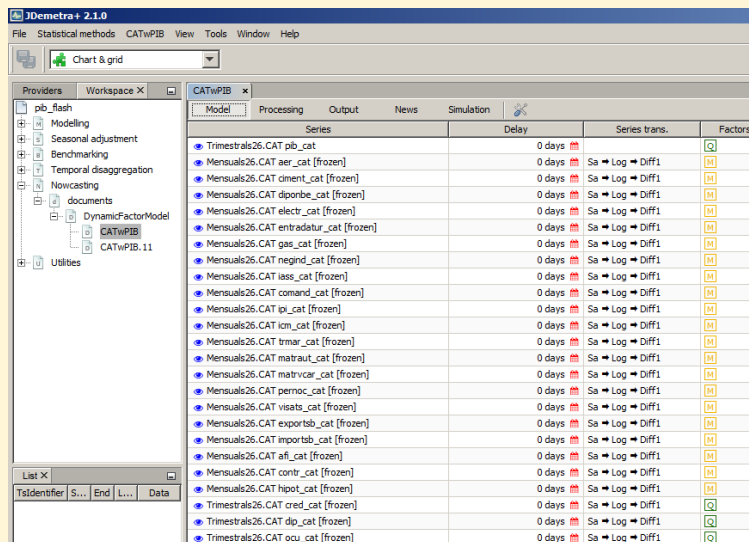 JDemetra+ 2.1.0
File Statistical methods CATwPIB View Tools Window Help
Chart & grid
Providers Workspace
pib_flash
M Modelling
S Seasonal adjustment
B Benchmarking
T Temporal disaggregation
N Nowcasting
d documents
D DynamicFactorModel
D CATwPIB
D CATwPIB.11
U Utilities
List
TsIdentifier S... End L... Data
CATwPIB
Model Processing Output News Simulation
Series Delay Series trans. Factors
Trimestrals26.CAT pib_cat 0 days Q
Mensuals26.CAT aer_cat [frozen] 0 days Sa ➡ Log ➡ Diff1 M
Mensuals26.CAT ciment_cat [frozen] 0 days Sa ➡ Log ➡ Diff1 M
Mensuals26.CAT diponbe_cat [frozen] 0 days Sa ➡ Log ➡ Diff1 M
Mensuals26.CAT electr_cat [frozen] 0 days Sa ➡ Log ➡ Diff1 M
Mensuals26.CAT entradatur_cat [frozen] 0 days Sa ➡ Log ➡ Diff1 M
Mensuals26.CAT gas_cat [frozen] 0 days Sa ➡ Log ➡ Diff1 M
Mensuals26.CAT negind_cat [frozen] 0 days Sa ➡ Log ➡ Diff1 M
Mensuals26.CAT iass_cat [frozen] 0 days Sa ➡ Log ➡ Diff1 M
Mensuals26.CAT comand_cat [frozen] 0 days Sa ➡ Log ➡ Diff1 M
Mensuals26.CAT ipi_cat [frozen] 0 days Sa ➡ Log ➡ Diff1 M
Mensuals26.CAT icm_cat [frozen] 0 days Sa ➡ Log ➡ Diff1 M
Mensuals26.CAT trmar_cat [frozen] 0 days Sa ➡ Log ➡ Diff1 M
Mensuals26.CAT matraut_cat [frozen] 0 days Sa ➡ Log ➡ Diff1 M
Mensuals26.CAT matrvcar_cat [frozen] 0 days Sa ➡ Log ➡ Diff1 M
Mensuals26.CAT pernoc_cat [frozen] 0 days Sa ➡ Log ➡ Diff1 M
Mensuals26.CAT visats_cat [frozen] 0 days Sa ➡ Log ➡ Diff1 M
Mensuals26.CAT exportsb_cat [frozen] 0 days Sa ➡ Log ➡ Diff1 M
Mensuals26.CAT importsb_cat [frozen] 0 days Sa ➡ Log ➡ Diff1 M
Mensuals26.CAT afi_cat [frozen] 0 days Sa ➡ Log ➡ Diff1 M
Mensuals26.CAT contr_cat [frozen] 0 days Sa ➡ Log ➡ Diff1 M
Mensuals26.CAT hipot_cat [frozen] 0 days Sa ➡ Log ➡ Diff1 M
Trimestrals26.CAT cred_cat [frozen] 0 days Sa ➡ Log ➡ Diff1 Q
Trimestrals26.CAT dip_cat [frozen] 0 days Sa ➡ Log ➡ Diff1 Q
Trimestrals26.CAT ocu_cat [frozen] 0 days Sa ➡ Log ➡ Diff1 Q